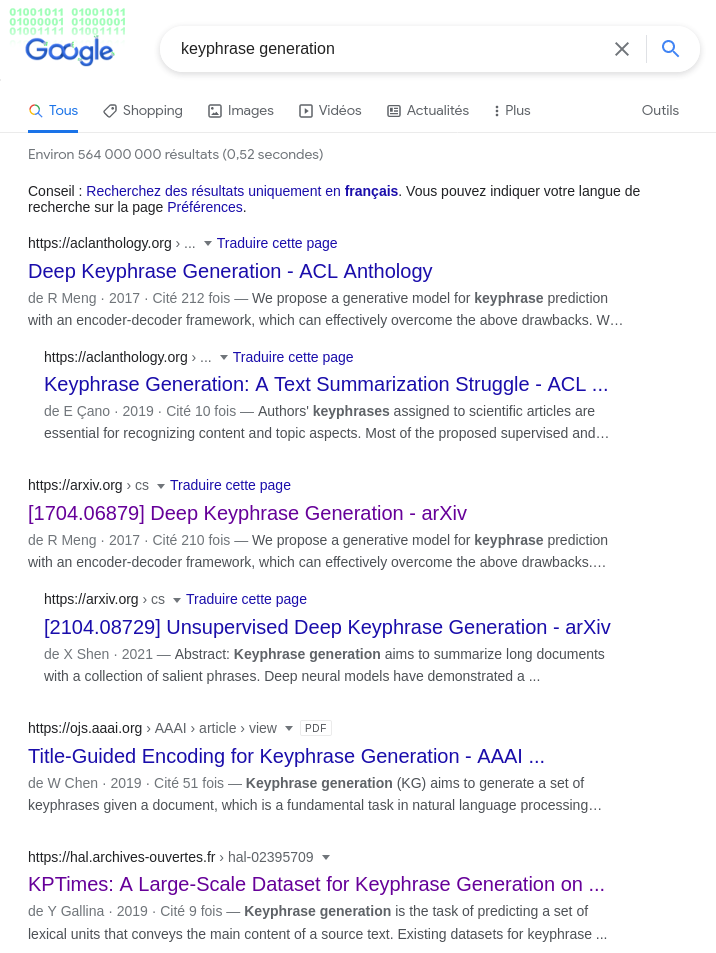 01001011 01001011
01000001 01000001
01001111 01001111
Google
keyphrase generation
Tous Shopping Images Vidéos Actualités Plus Outils
Environ 564 000 000 résultats (0,52 secondes)
Conseil : Recherchez des résultats uniquement en français. Vous pouvez indiquer votre langue de
recherche sur la page Préférences.
https://aclanthology.org › ... Traduire cette page
Deep Keyphrase Generation - ACL Anthology
de R Meng · 2017 · Cité 212 fois — We propose a generative model for keyphrase prediction
with an encoder-decoder framework, which can effectively overcome the above drawbacks. W…
https://aclanthology.org › ... Traduire cette page
Keyphrase Generation: A Text Summarization Struggle - ACL ...
de E Çano · 2019 · Cité 10 fois — Authors' keyphrases assigned to scientific articles are
essential for recognizing content and topic aspects. Most of the proposed supervised and…
https://arxiv.org › cs Traduire cette page
[1704.06879] Deep Keyphrase Generation - arXiv
de R Meng · 2017 · Cité 210 fois — We propose a generative model for keyphrase prediction
with an encoder-decoder framework, which can effectively overcome the above drawbacks.…
https://arxiv.org › cs Traduire cette page
[2104.08729] Unsupervised Deep Keyphrase Generation - arXiv
de X Shen · 2021 — Abstract: Keyphrase generation aims to summarize long documents
with a collection of salient phrases. Deep neural models have demonstrated a ...
https://ojs.aaai.org › AAAI › article › view PDF
Title-Guided Encoding for Keyphrase Generation - AAAI ...
de W Chen · 2019 · Cité 51 fois — Keyphrase generation (KG) aims to generate a set of
keyphrases given a document, which is a fundamental task in natural language processing…
https://hal.archives-ouvertes.fr › hal-02395709
KPTimes: A Large-Scale Dataset for Keyphrase Generation on ...
de Y Gallina · 2019 · Cité 9 fois — Keyphrase generation is the task of predicting a set of
lexical units that conveys the main content of a source text. Existing datasets for keyphrase ...